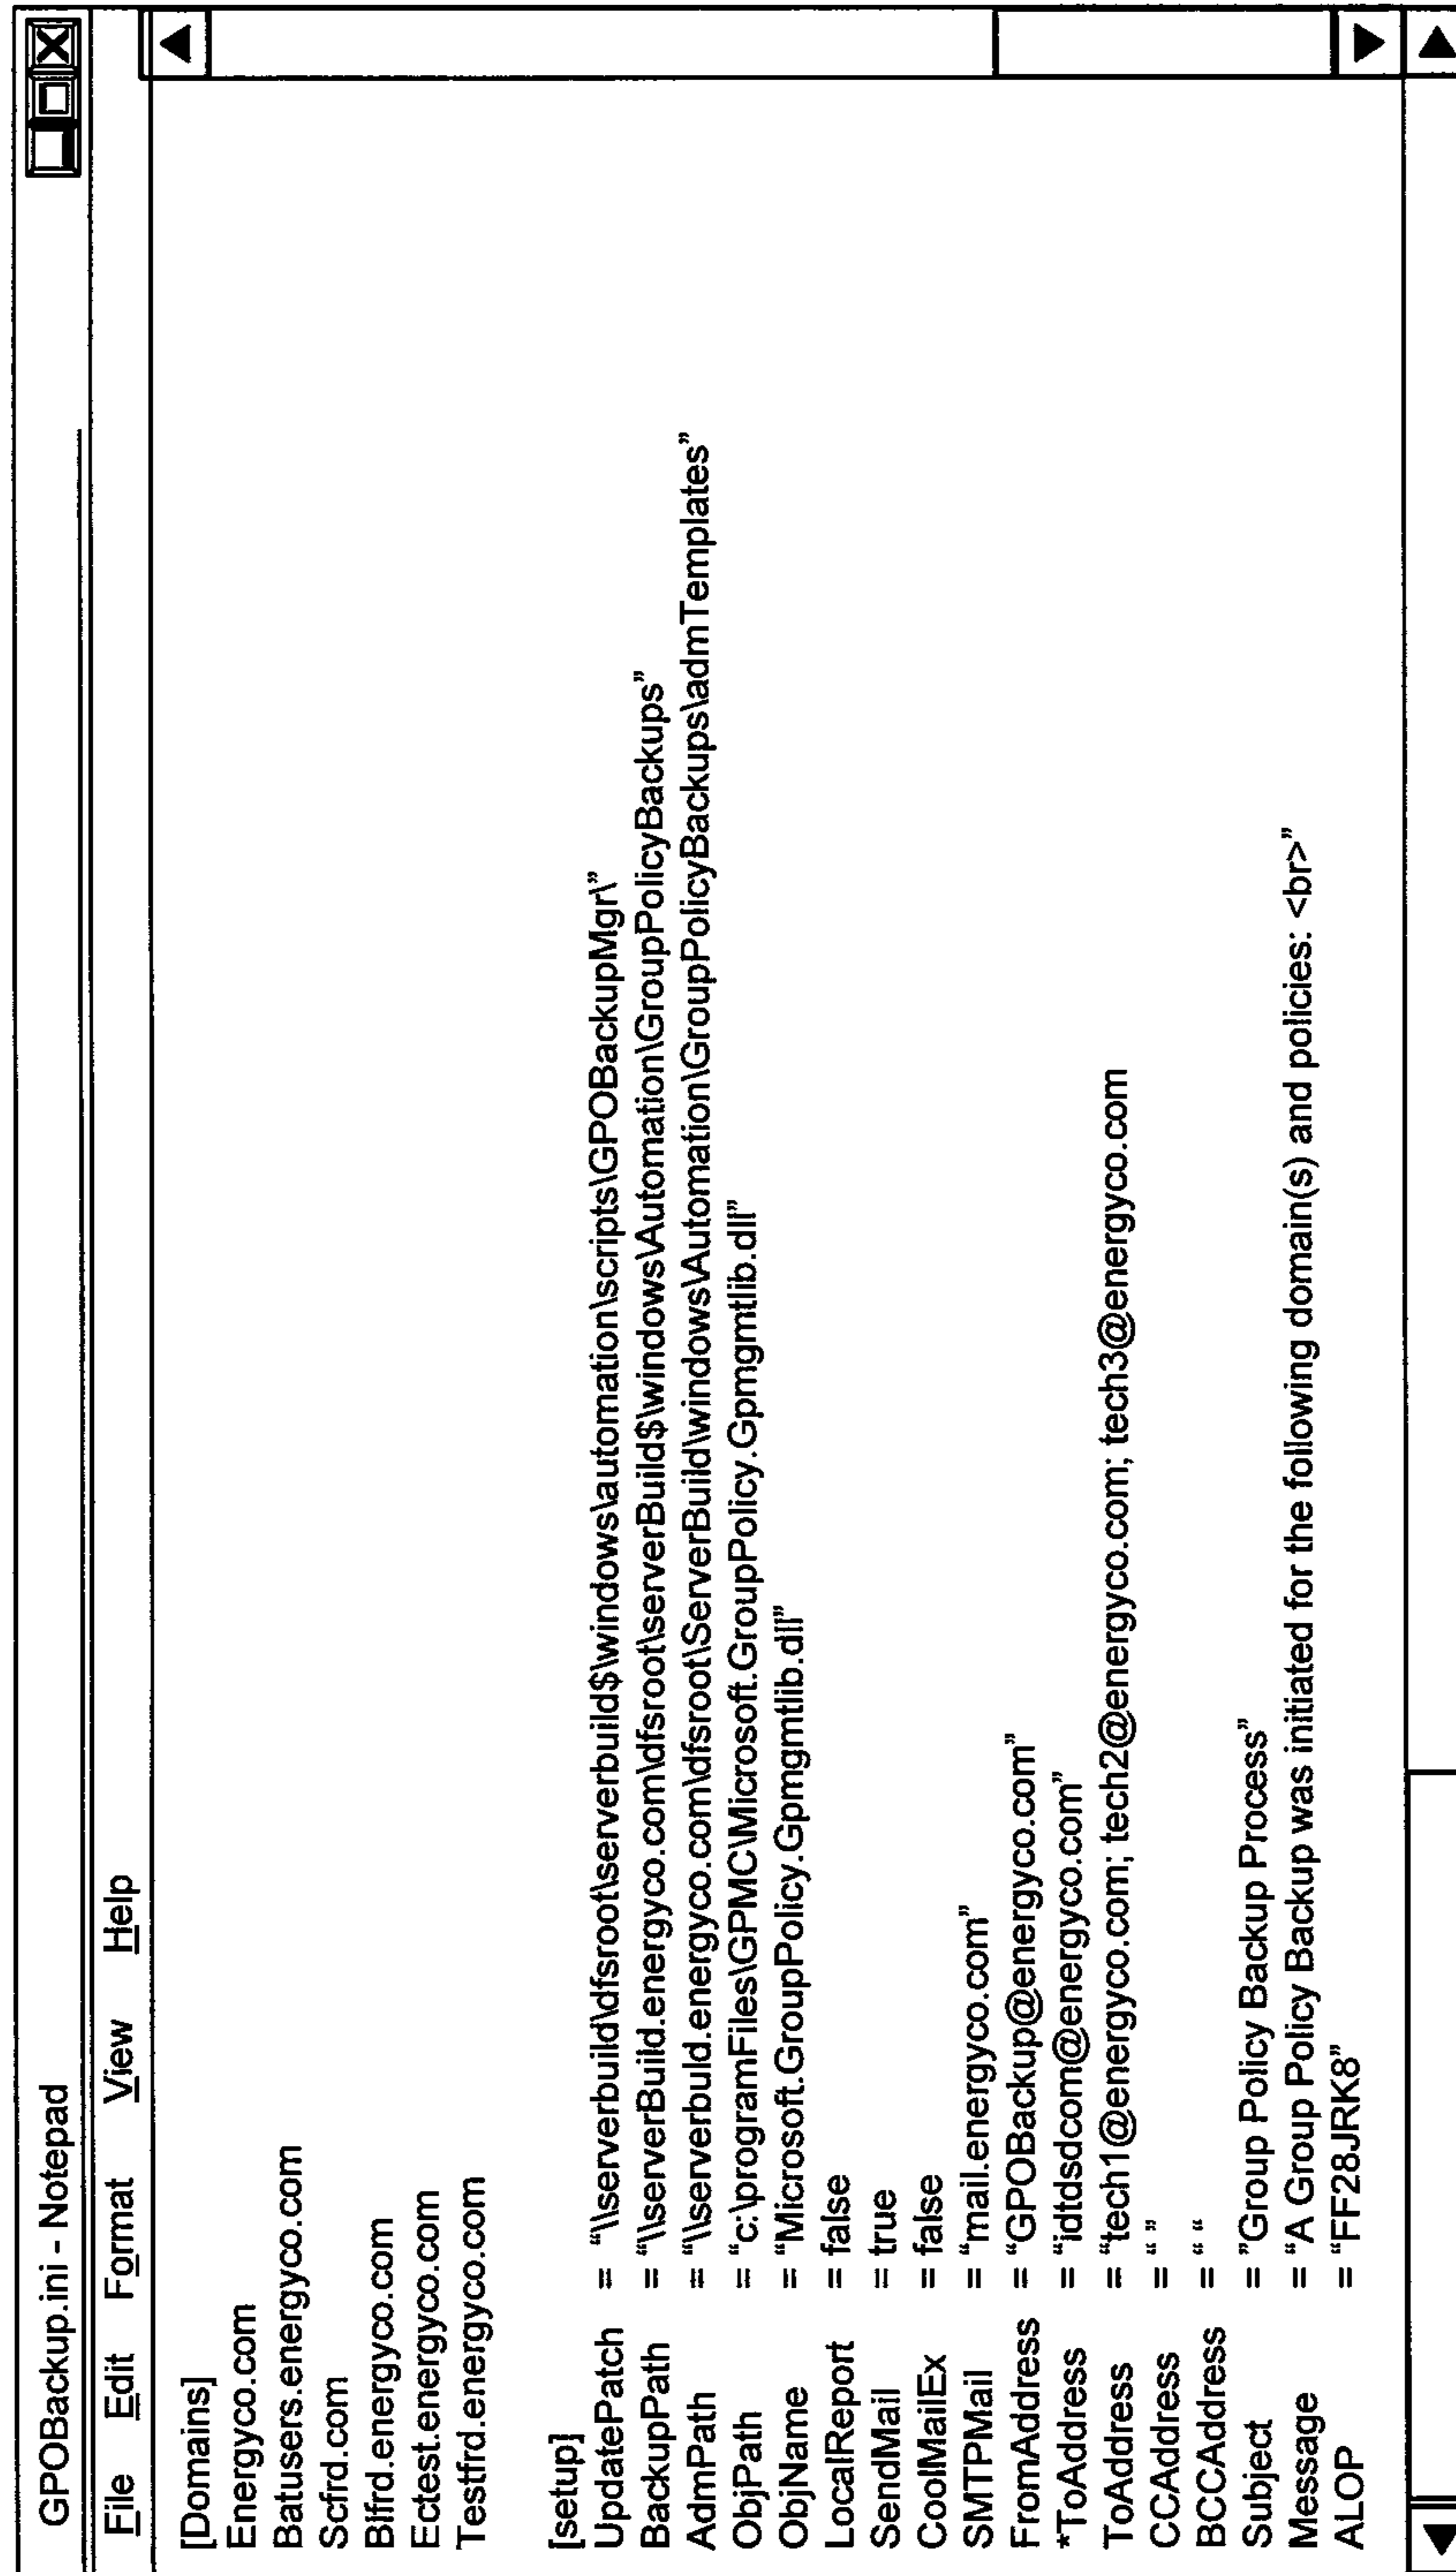 GPOBackup.ini – Notepad
File Edit Format View Help
[Domains]
Energyco.com
Batusers.energyco.com
Scfrd.com
Blfrd.energyco.com
Ectest.energyco.com
Testfrd.energyco.com
[setup]
UpdatePatch = “\\serverbuild\dfsroot\serverbuild$\windows\automation\scripts\GPOBackupMgr\”
BackupPath = “\\serverBuild.energyco.com\dfsroot\serverBuild$\windows\Automation\GroupPolicyBackups”
AdmPath = “\\serverbuld.energyco.com\dfsroot\ServerBuild\windows\Automation\GroupPolicyBackups\admTemplates”
ObjPath = “c:\programFiles\GPMC\Microsoft.GroupPolicy.Gpmgmtlib.dll”
ObjName = “Microsoft.GroupPolicy.Gpmgmtlib.dll”
LocalReport = false
SendMail = true
CoolMailEx = false
SMTPMail = “mail.energyco.com”
FromAddress = “GPOBackup@energyco.com”
*ToAddress = “idtdsdcom@energyco.com”
ToAddress = “tech1@energyco.com; tech2@energyco.com; tech3@energyco.com
CCAddress = “ ”
BCCAddress = “ “
Subject = ”Group Policy Backup Process”
Message = “A Group Policy Backup was initiated for the following domain(s) and policies: <br>”
ALOP = “FF28JRK8”